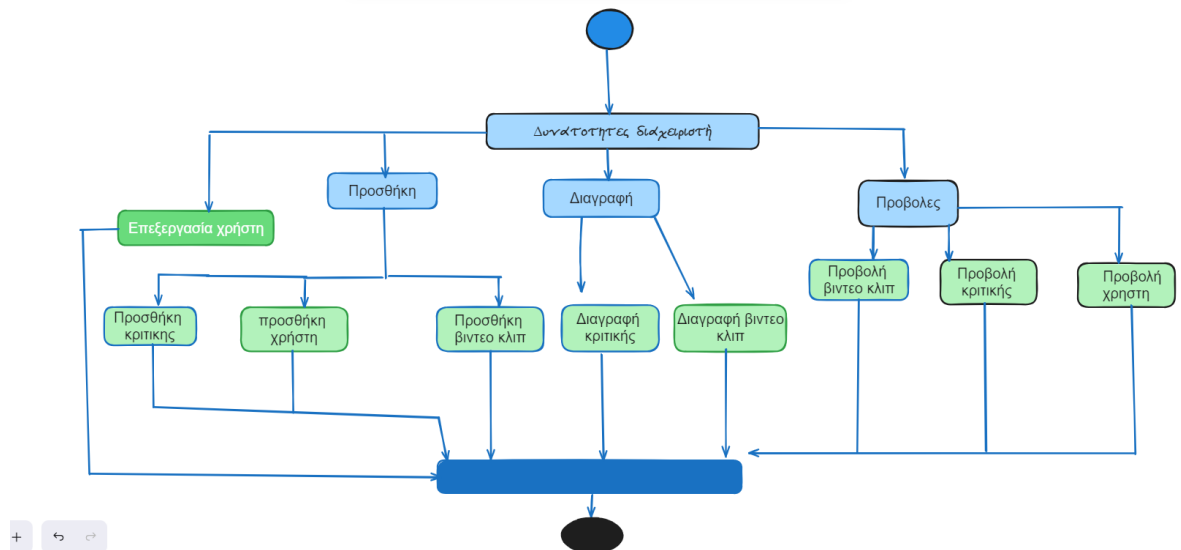 Δυνατοτητες διαχειριστή
Προσθήκη
Διαγραφή
Προβολες
Επεξεργασία χρήστη
Προσθήκη
κριτικης
προσθήκη
χρήστη
Προσθήκη
βιντεο κλιπ
Διαγραφή
κριτικής
Διαγραφή βιντεο
κλιπ
Προβολή
βιντεο κλιπ
Προβολή
κριτικής
Προβολή
χρηστη